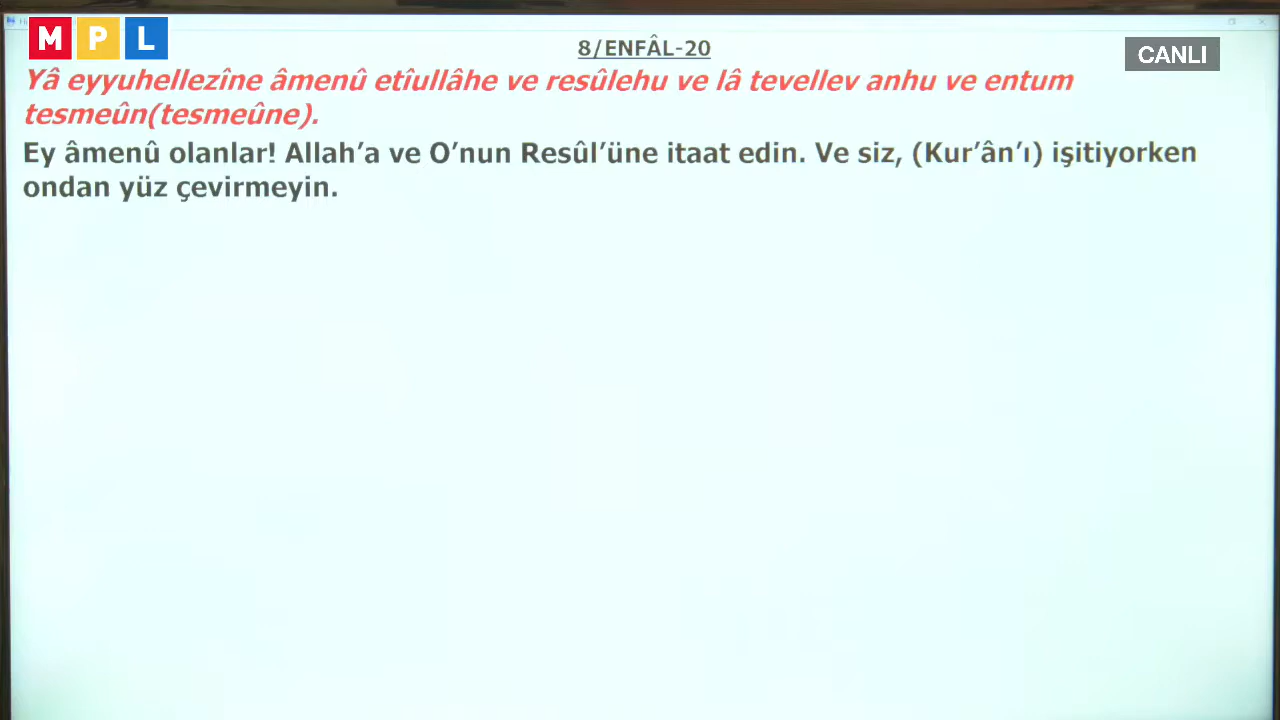 M P L
CANLI
8/ENFÂL-20
Yâ eyyuhellezîne âmenû etîullâhe ve resûlehu ve lâ tevellev anhu ve entum
tesmeûn(tesmeûne).
Ey âmenû olanlar! Allah’a ve O’nun Resûl’üne itaat edin. Ve siz, (Kur’ân’ı) işitiyorken
ondan yüz çevirmeyin.